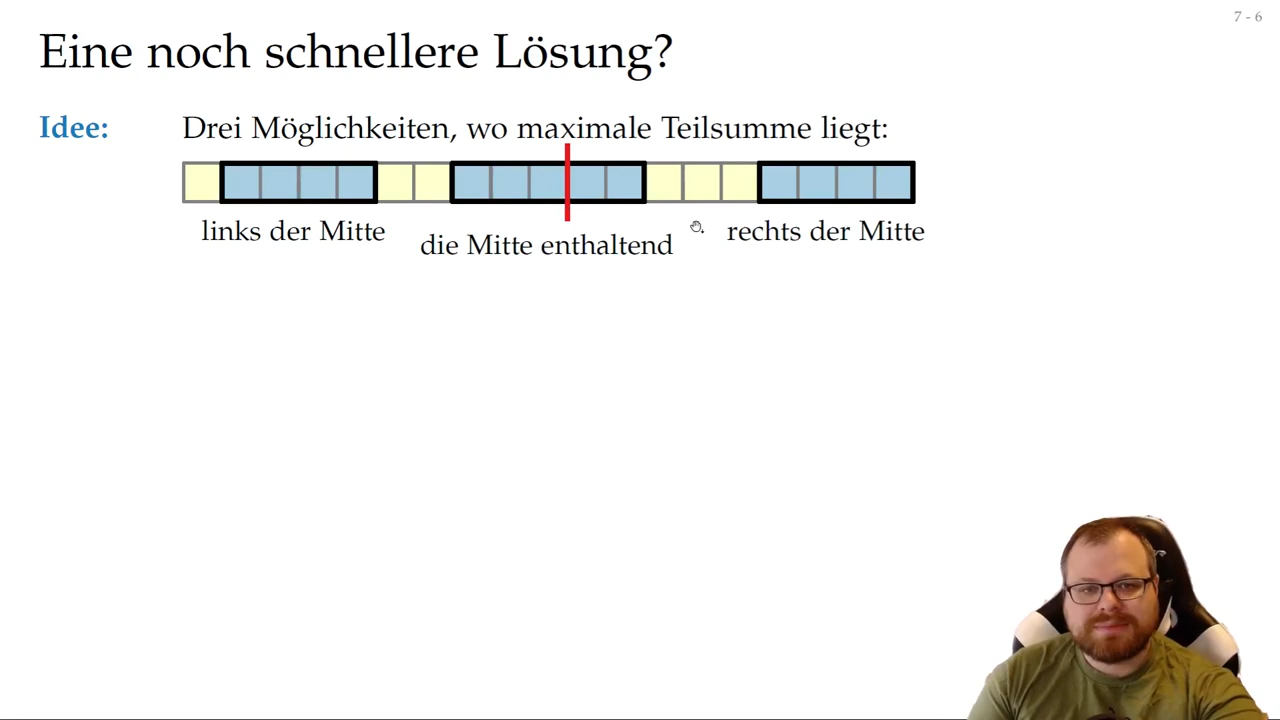 7 - 6
Eine noch schnellere Lösung?
Idee: Drei Möglichkeiten, wo maximale Teilsumme liegt:
links der Mitte
die Mitte enthaltend
rechts der Mitte